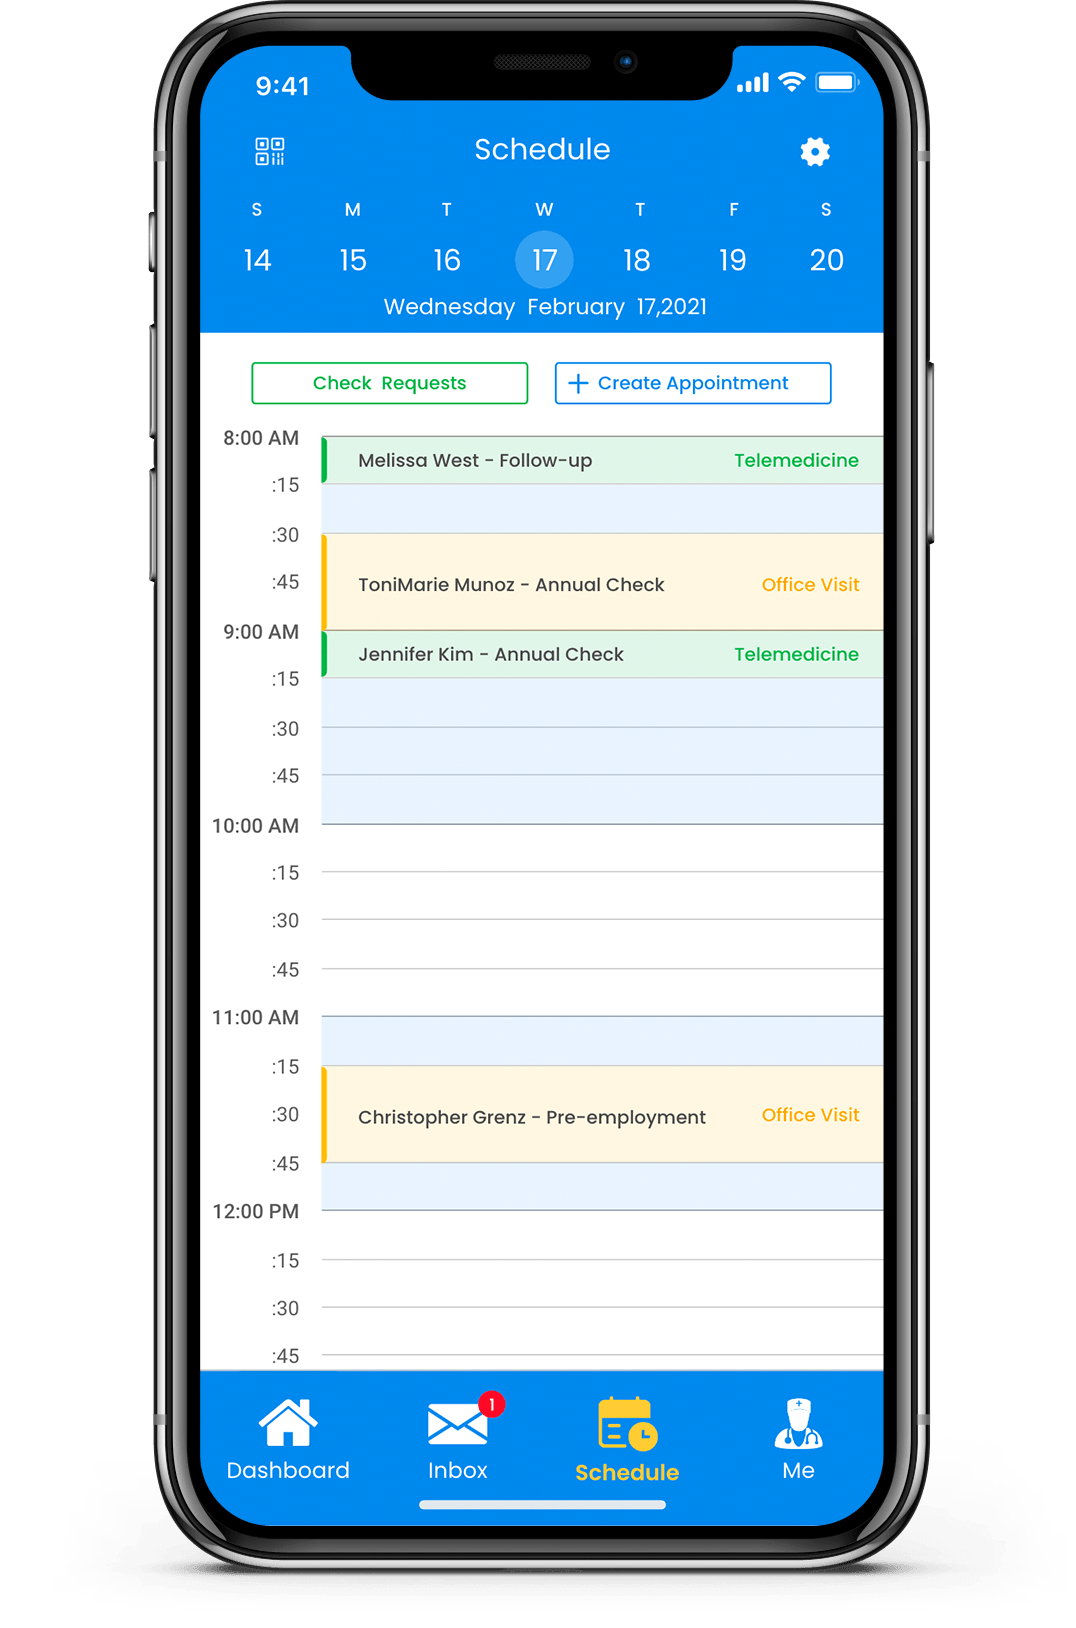 9:41
Schedule
S M T W T F S
14 15 16 17 18 19 20
Wednesday February 17,2021
Check Requests
+ Create Appointment
8:00 AM
Melissa West - Follow-up Telemedicine
:15
:30
:45
ToniMarie Munoz - Annual Check Office Visit
9:00 AM
Jennifer Kim - Annual Check Telemedicine
:15
:30
:45
10:00 AM
:15
:30
:45
11:00 AM
:15
:30
Christopher Grenz - Pre-employment Office Visit
:45
12:00 PM
:15
:30
:45
1
Dashboard Inbox Schedule Me